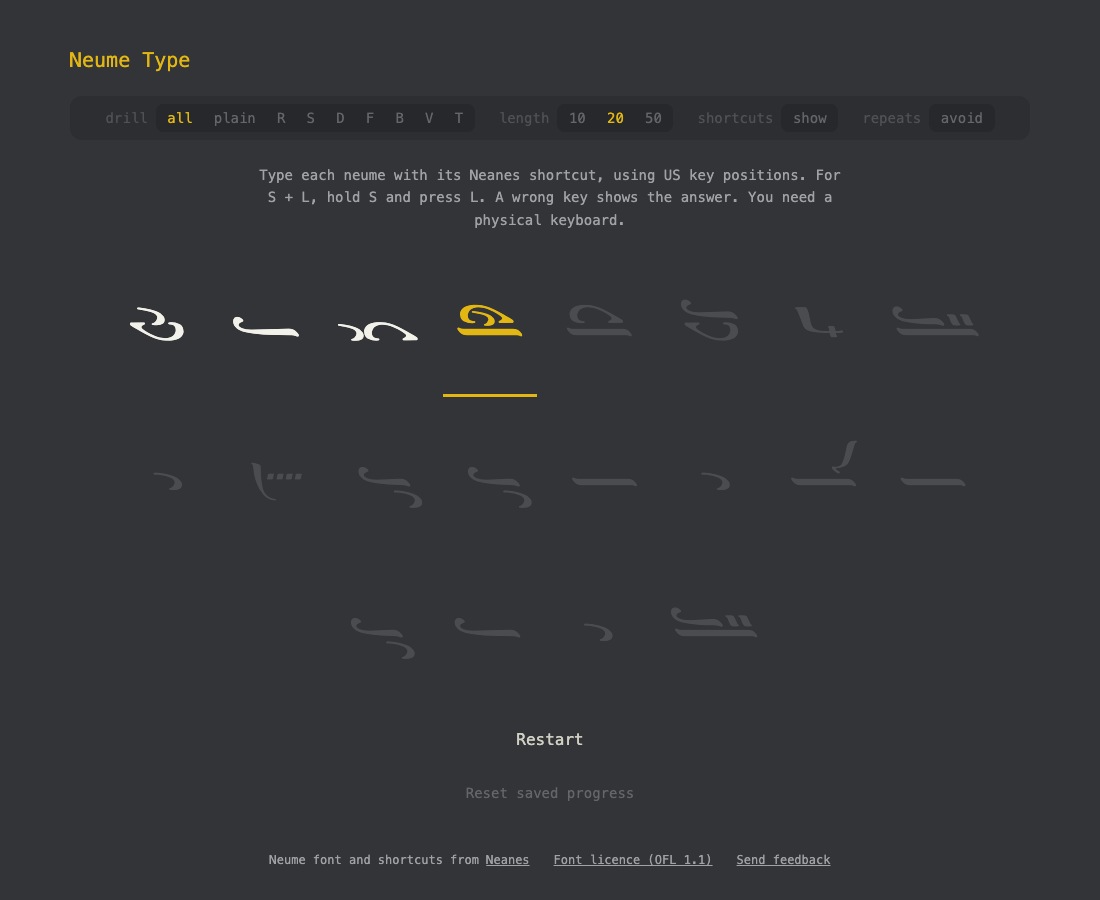 Neume Type
drill all plain R S D F B V T length 10 20 50 shortcuts show repeats avoid
Type each neume with its Neanes shortcut, using US key positions. For
S + L, hold S and press L. A wrong key shows the answer. You need a
physical keyboard.
Restart
Reset saved progress
Neume font and shortcuts from Neanes Font licence (OFL 1.1) Send feedback